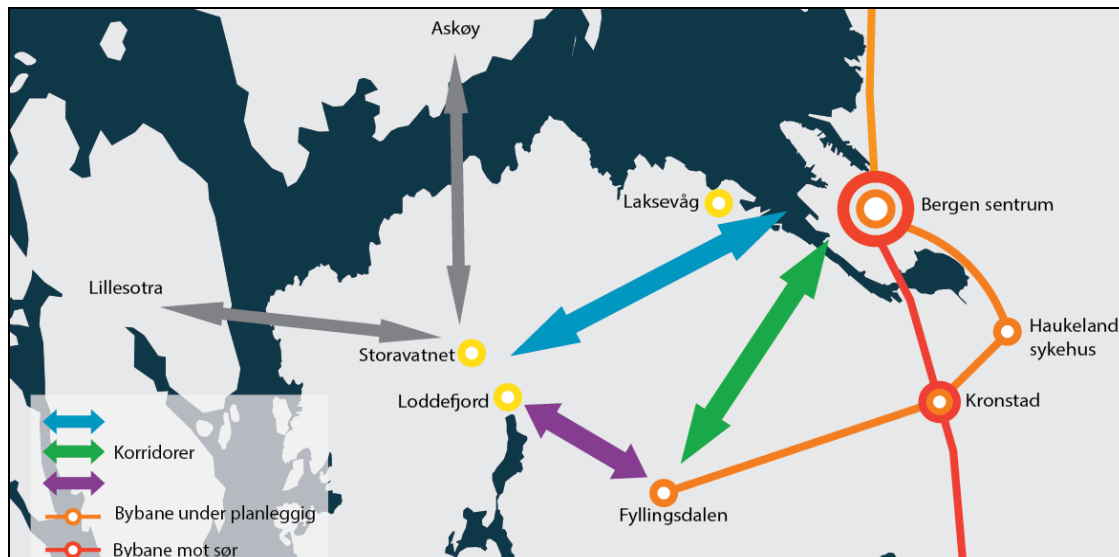 Askøy
Laksevåg
Bergen sentrum
Lillesotra
Storavatnet
Haukeland
sykehus
Loddefjord
Kronstad
Korridorer
Fyllingsdalen
Bybane under planleggig
Bybane mot sør